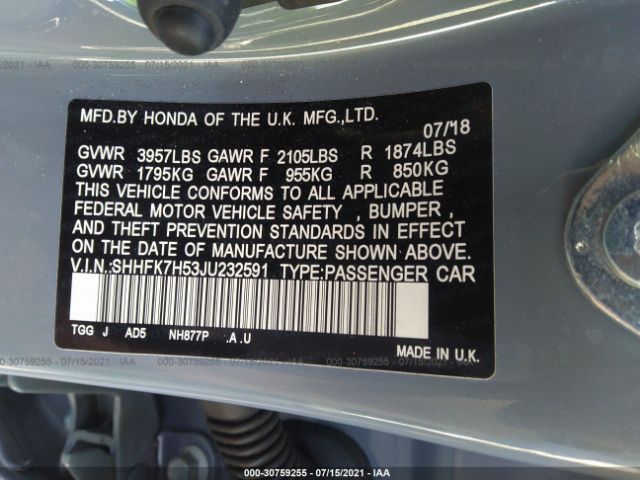 000-30759255 - 07/15/2021 - IAA
MFD.BY HONDA OF THE U.K. MFG.,LTD.
07/18
GVWR 3957LBS GAWR F 2105LBS R 1874LBS
GVWR 1795KG GAWR F 955KG R 850KG
THIS VEHICLE CONFORMS TO ALL APPLICABLE
FEDERAL MOTOR VEHICLE SAFETY , BUMPER ,
AND THEFT PREVENTION STANDARDS IN EFFECT
ON THE DATE OF MANUFACTURE SHOWN ABOVE.
V.I.N.:SHHFK7H53JU232591 TYPE:PASSENGER CAR
TGG J AD5 NH877P .A.U
MADE IN U.K.
000-30759255 - 07/15/2021 - IAA
000-30759255 - 07/15/2021 - IAA